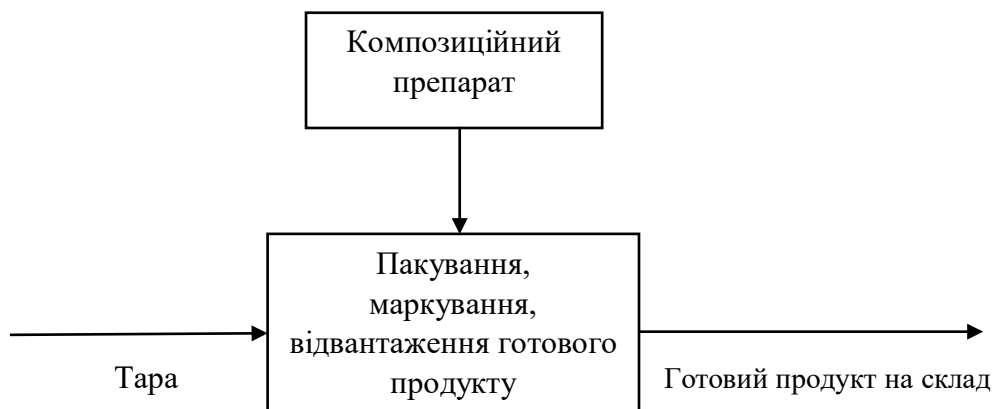 Композиційний
препарат
Пакування,
маркування,
відвантаження готового
продукту
Тара
Готовий продукт на склад